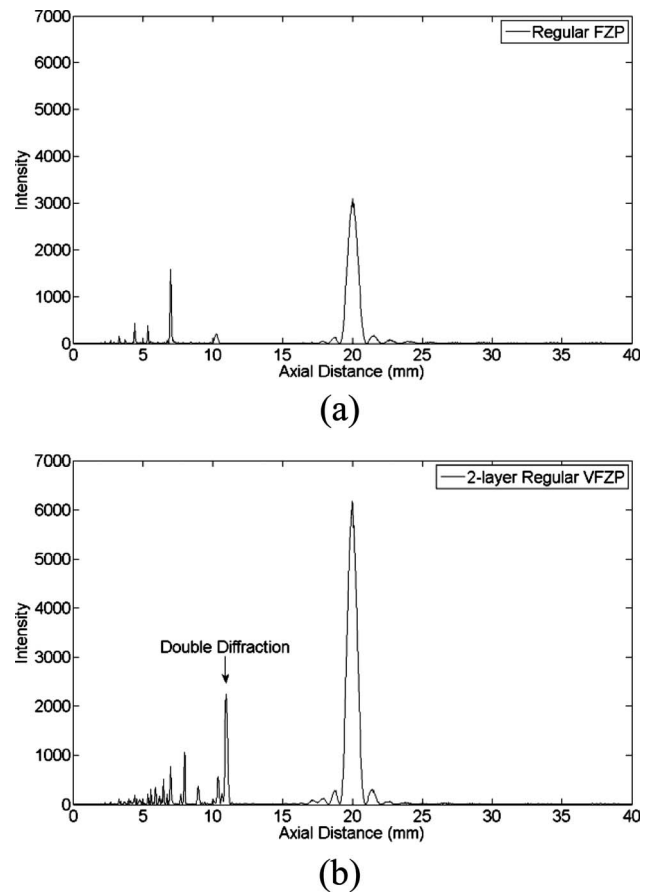 7000
6000
5000
4000
3000
2000
1000
0
Intensity
Regular FZP
0 5 10 15 20 25 30 35 40
Axial Distance (mm)
(a)
7000
6000
5000
4000
3000
2000
1000
0
Intensity
2-layer Regular VFZP
Double Diffraction
0 5 10 15 20 25 30 35 40
Axial Distance (mm)
(b)